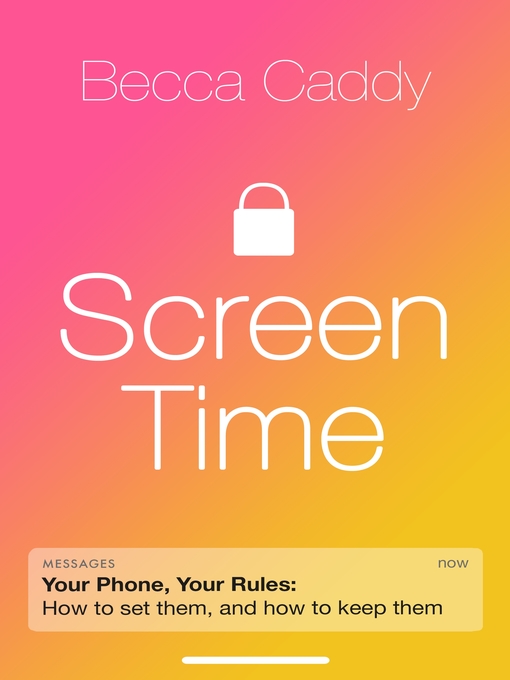 Becca Caddy
Screen
Time
MESSAGES now
Your Phone, Your Rules:
How to set them, and how to keep them